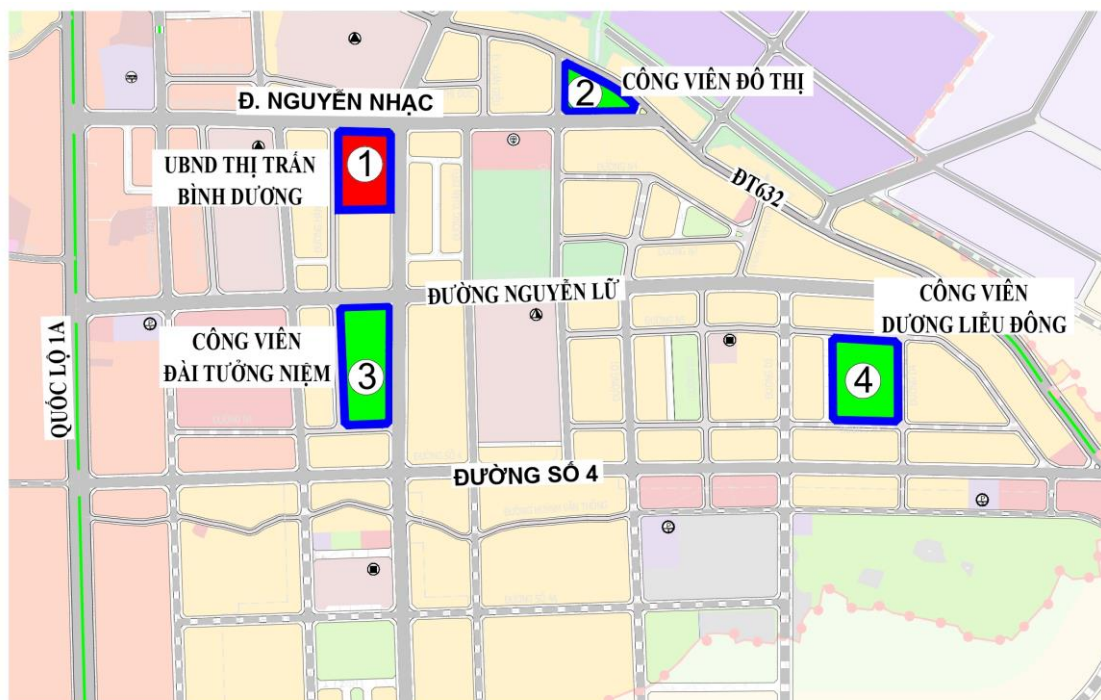 2
CÔNG VIÊN ĐÔ THỊ
Đ. NGUYỄN NHẠC
1
UBND THỊ TRẤN
BÌNH DƯƠNG
ĐT632
ĐƯỜNG NGUYỄN LỮ
CÔNG VIÊN
DƯƠNG LIỄU ĐÔNG
QUỐC LỘ 1A
CÔNG VIÊN
ĐÀI TƯỞNG NIỆM
3
4
ĐƯỜNG SỐ 4